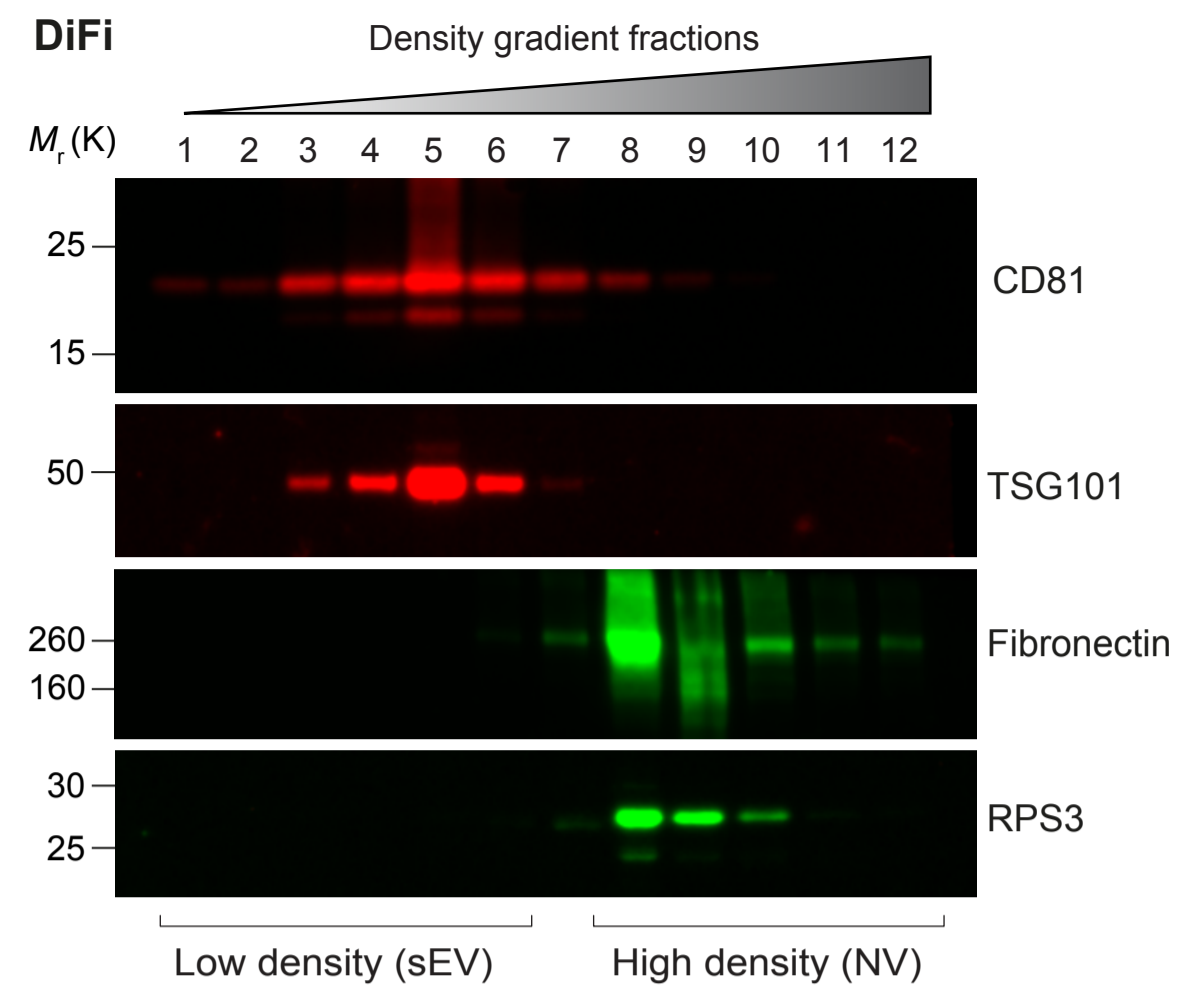 DiFi
Density gradient fractions
Mr (K)
1 2 3 4 5 6 7 8 9 10 11 12
25
CD81
15
50
TSG101
260
Fibronectin
160
30
RPS3
25
Low density (sEV) High density (NV)